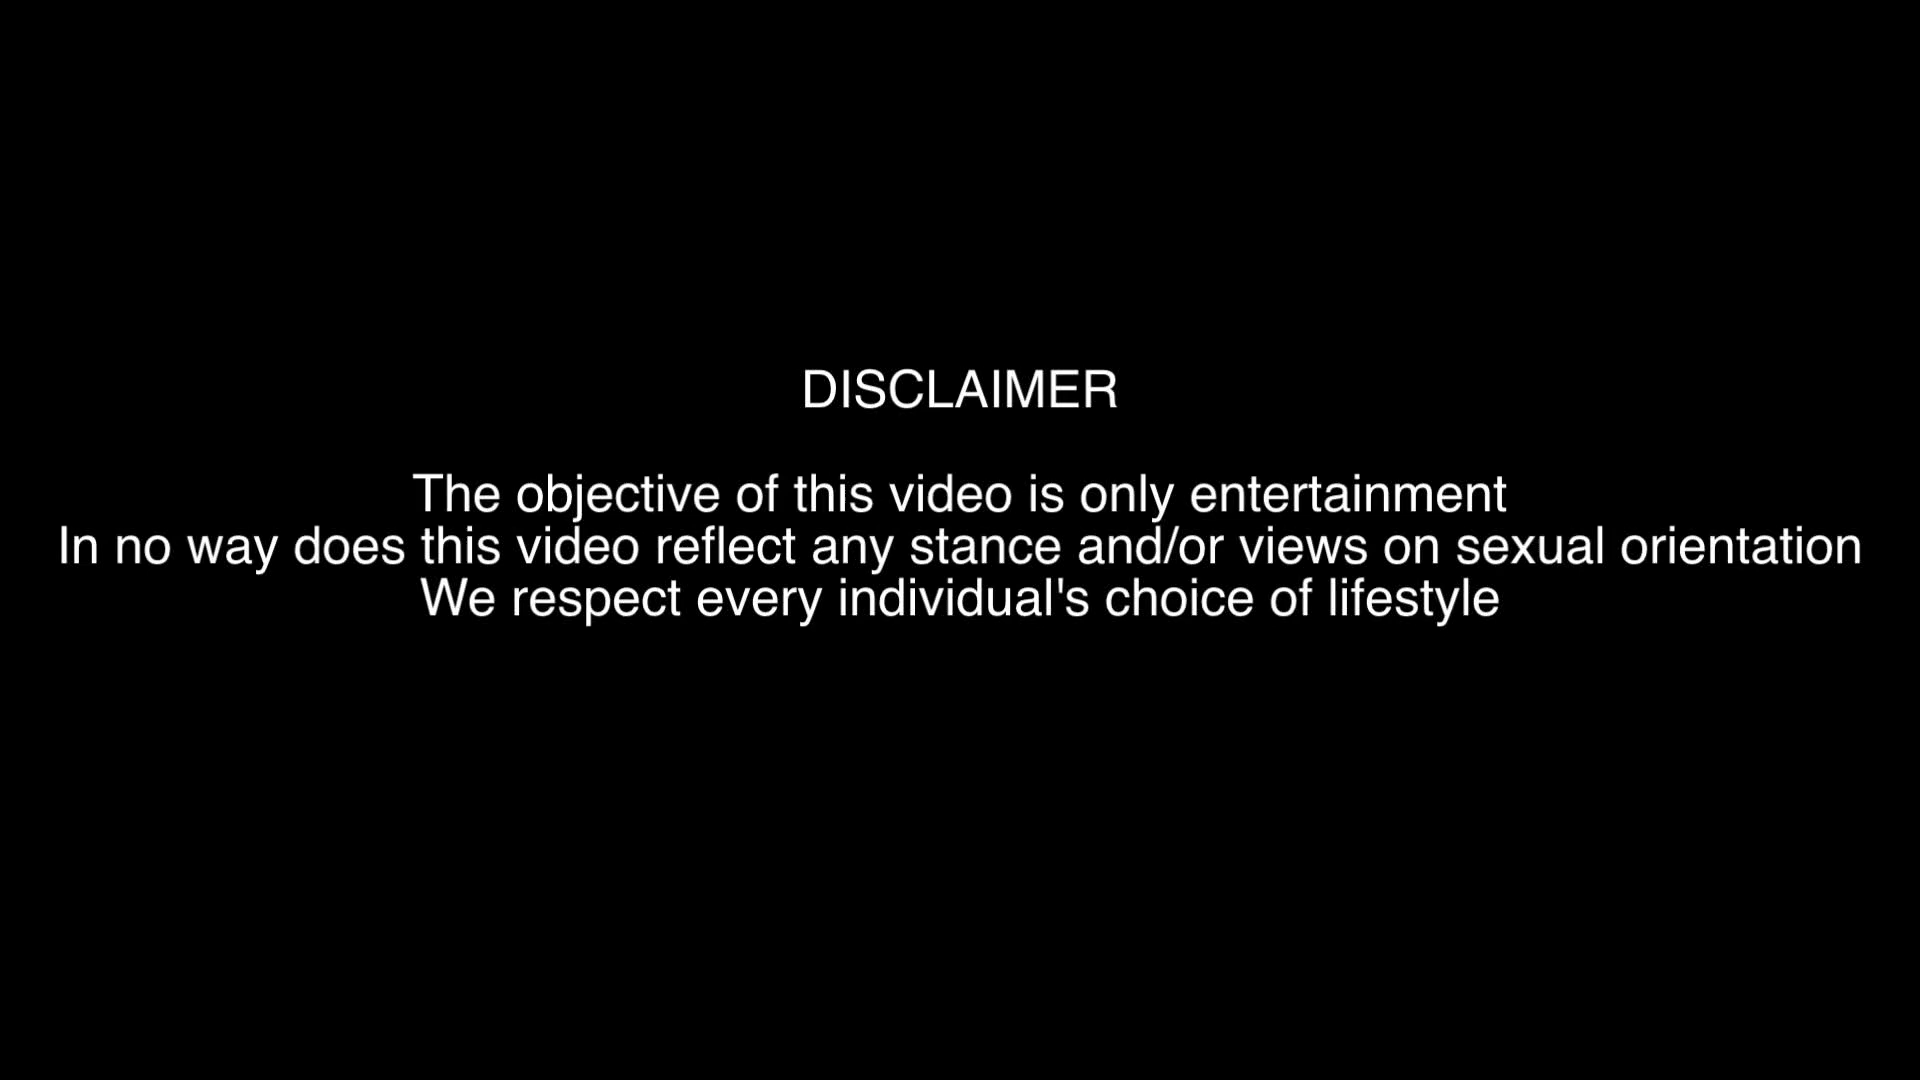 DISCLAIMER
The objective of this video is only entertainment
In no way does this video reflect any stance and/or views on sexual orientation
We respect every individual's choice of lifestyle